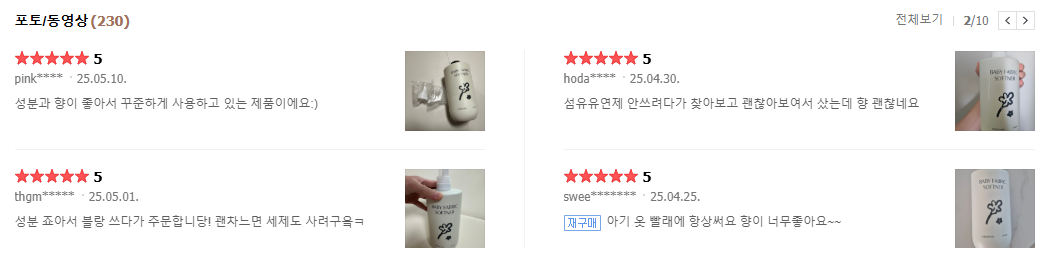 포토/동영상(230)
전체보기 | 2/10
5
pink**** · 25.05.10.
성분과 향이 좋아서 꾸준하게 사용하고 있는 제품이에요:)
5
hoda**** · 25.04.30.
섬유유연제 안쓰려다가 찾아보고 괜찮아보여서 샀는데 향 괜찮네요
BABY FABRIC
SOFTNER
5
thgm***** · 25.05.01.
성분 죠아서 블랑 쓰다가 주문합니당! 괜차느면 세제도 사려구욬ㅋ
BABY FABRIC
SOFTNER
5
swee******* · 25.04.25.
재구매 아기 옷 빨래에 항상써요 향이 너무좋아요~~
BABY FABRIC
SOFTNER